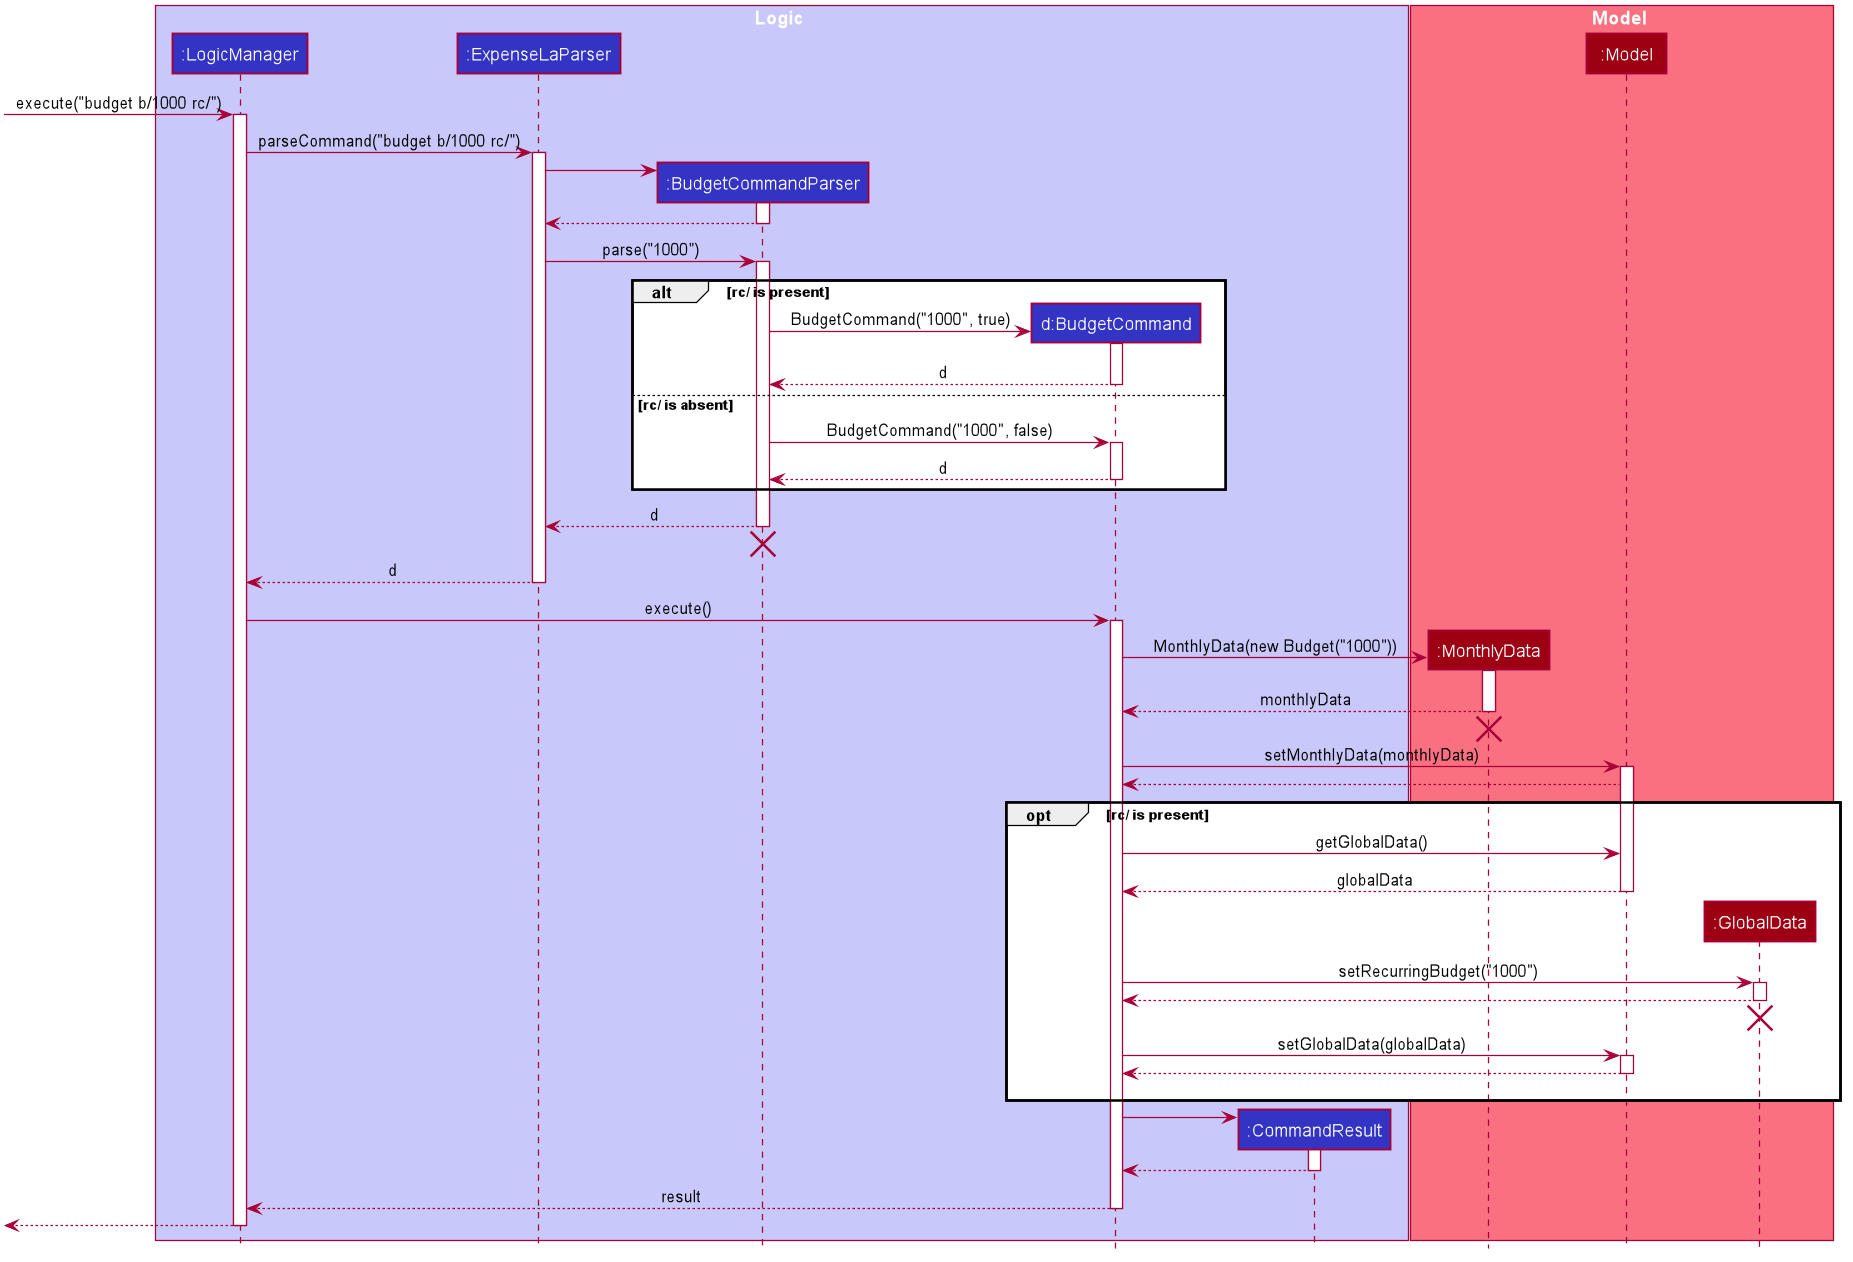 Logic
Model
:LogicManager
:ExpenseLaParser
:Model
execute("budget b/1000 rc/")
parseCommand("budget b/1000 rc/")
:BudgetCommandParser
parse("1000")
alt
[rc/ is present]
BudgetCommand("1000", true)
d:BudgetCommand
d
[rc/ is absent]
BudgetCommand("1000", false)
d
d
d
execute()
MonthlyData(new Budget("1000"))
:MonthlyData
monthlyData
setMonthlyData(monthlyData)
opt
[rc/ is present]
getGlobalData()
globalData
:GlobalData
setRecurringBudget("1000")
setGlobalData(globalData)
:CommandResult
result